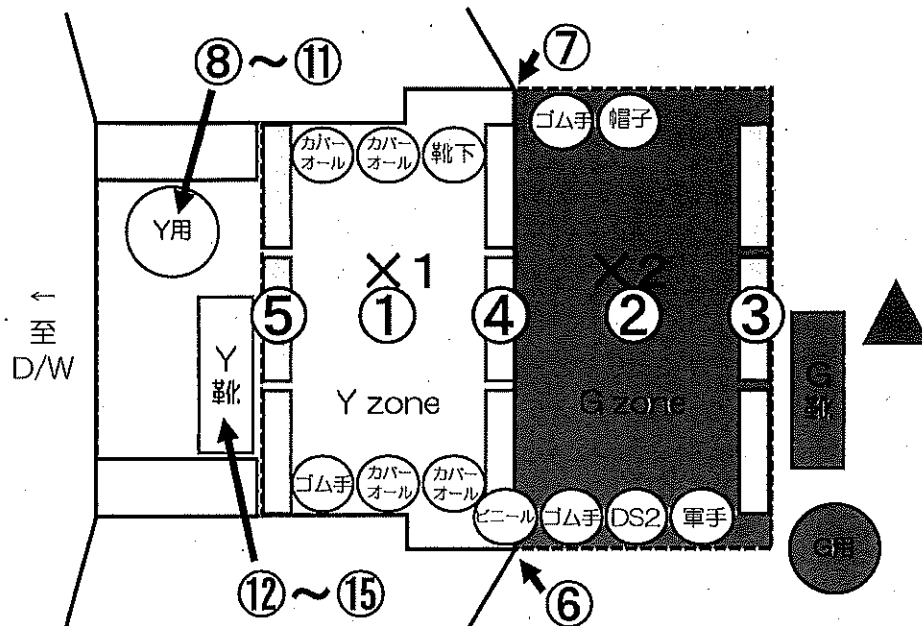 ⑧～⑪
⑦
ゴム手
帽子
カバーオール
カバーオール
靴下
Y用
×1
×2
⑤
①
④
②
③
←
至
D/W
Y
靴
G
靴
Y zone
G zone
ゴム手
カバーオール
カバーオール
ビニール
ゴム手
DS2
軍手
G用
⑫～⑮
⑥